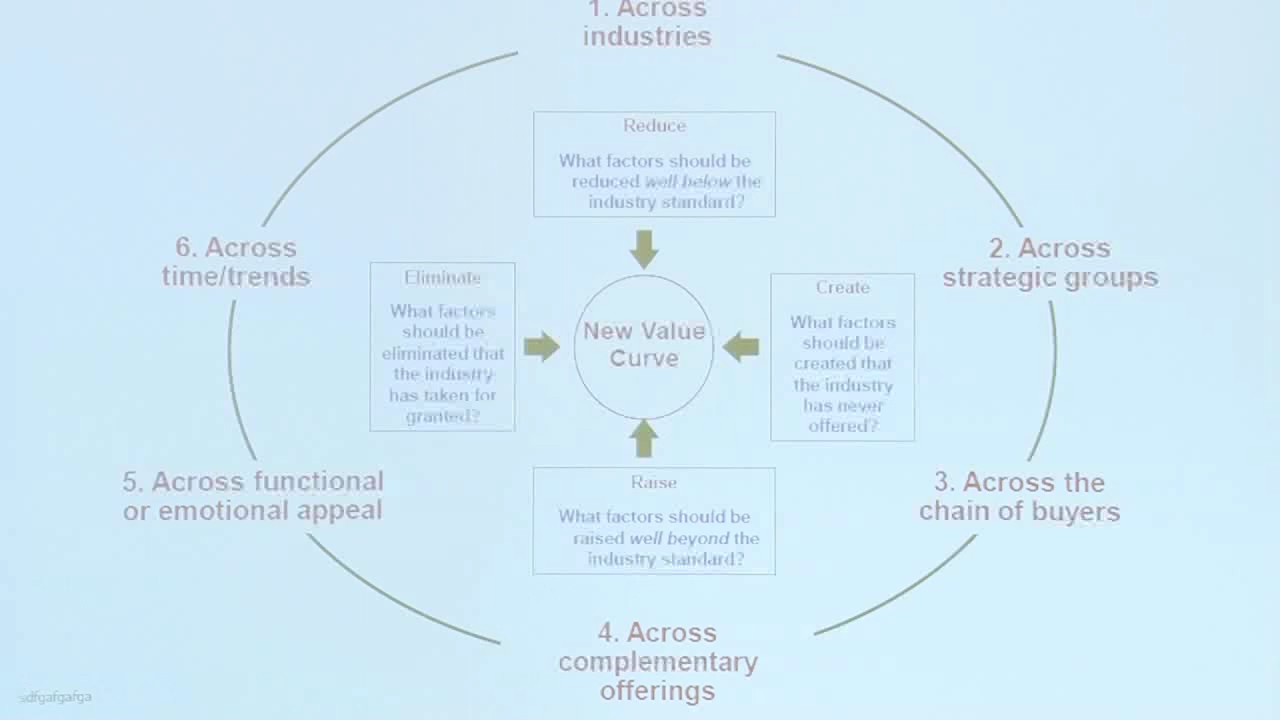 1. Across
industries
Reduce
What factors should be
reduced well below the
industry standard?
6. Across
time/trends
2. Across
strategic groups
Eliminate
What factors
should be
eliminated that
the industry
has taken for
granted?
New Value
Curve
Create
What factors
should be
created that
the industry
has never
offered?
5. Across functional
or emotional appeal
3. Across the
chain of buyers
Raise
What factors should be
raised well beyond the
industry standard?
4. Across
complementary
offerings
sdfgafgafga